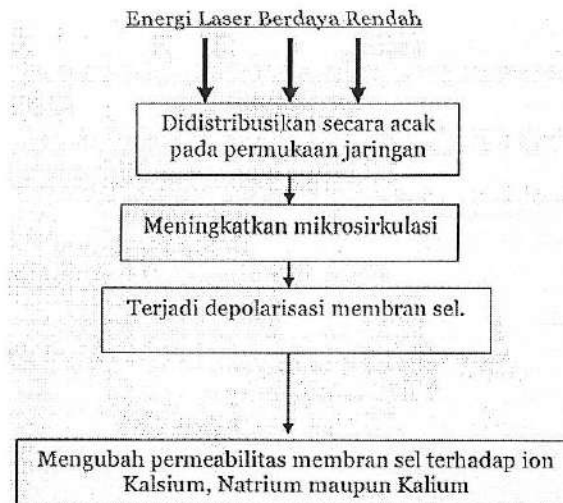 Energi Laser Berdaya Rendah
Didistribusikan secara acak
pada permukaan jaringan
Meningkatkan mikrosirkulasi
Terjadi depolarisasi membran sel.
Mengubah permeabilitas membran sel terhadap ion
Kalsium, Natrium maupun Kalium